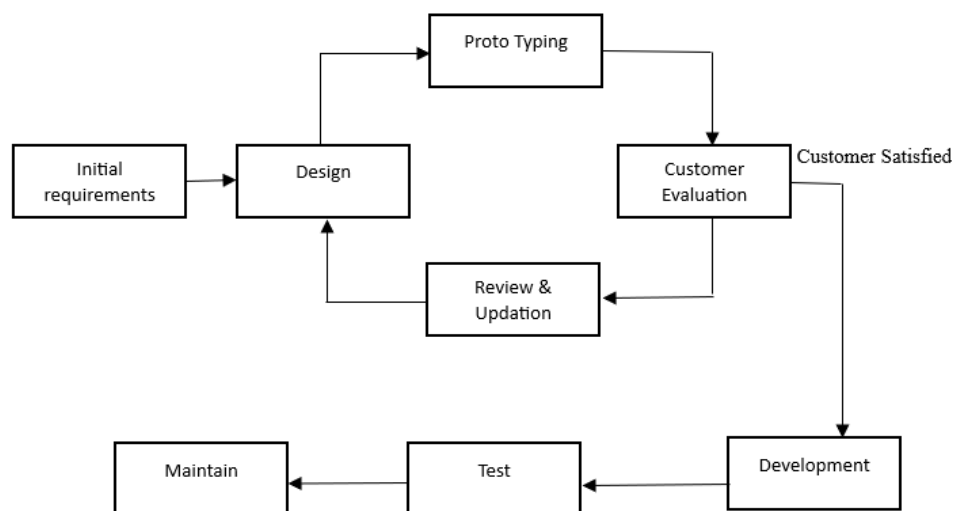 Proto Typing
Initial
requirements
Design
Customer
Evaluation
Customer Satisfied
Review &
Updation
Maintain
Test
Development